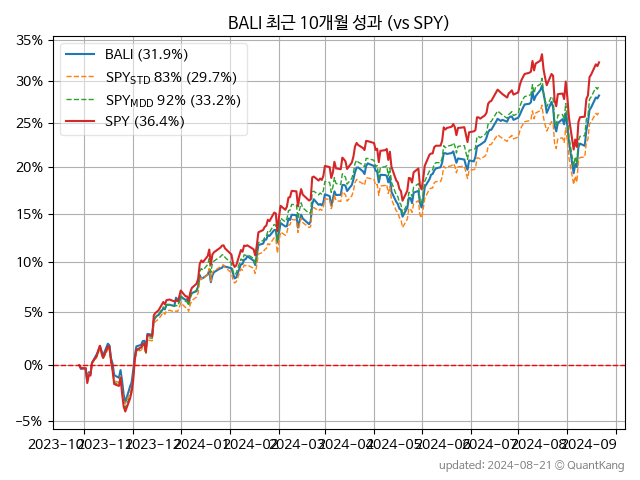 BALI 최근 10개월 성과 (vs SPY)
35%
30%
25%
20%
15%
10%
5%
0%
−5%
BALI (31.9%)
SPY_STD 83% (29.7%)
SPY_MDD 92% (33.2%)
SPY (36.4%)
2023-10 2023-11 2023-12 2024-01 2024-02 2024-03 2024-04 2024-05 2024-06 2024-07 2024-08 2024-09
updated: 2024-08-21 © QuantKang